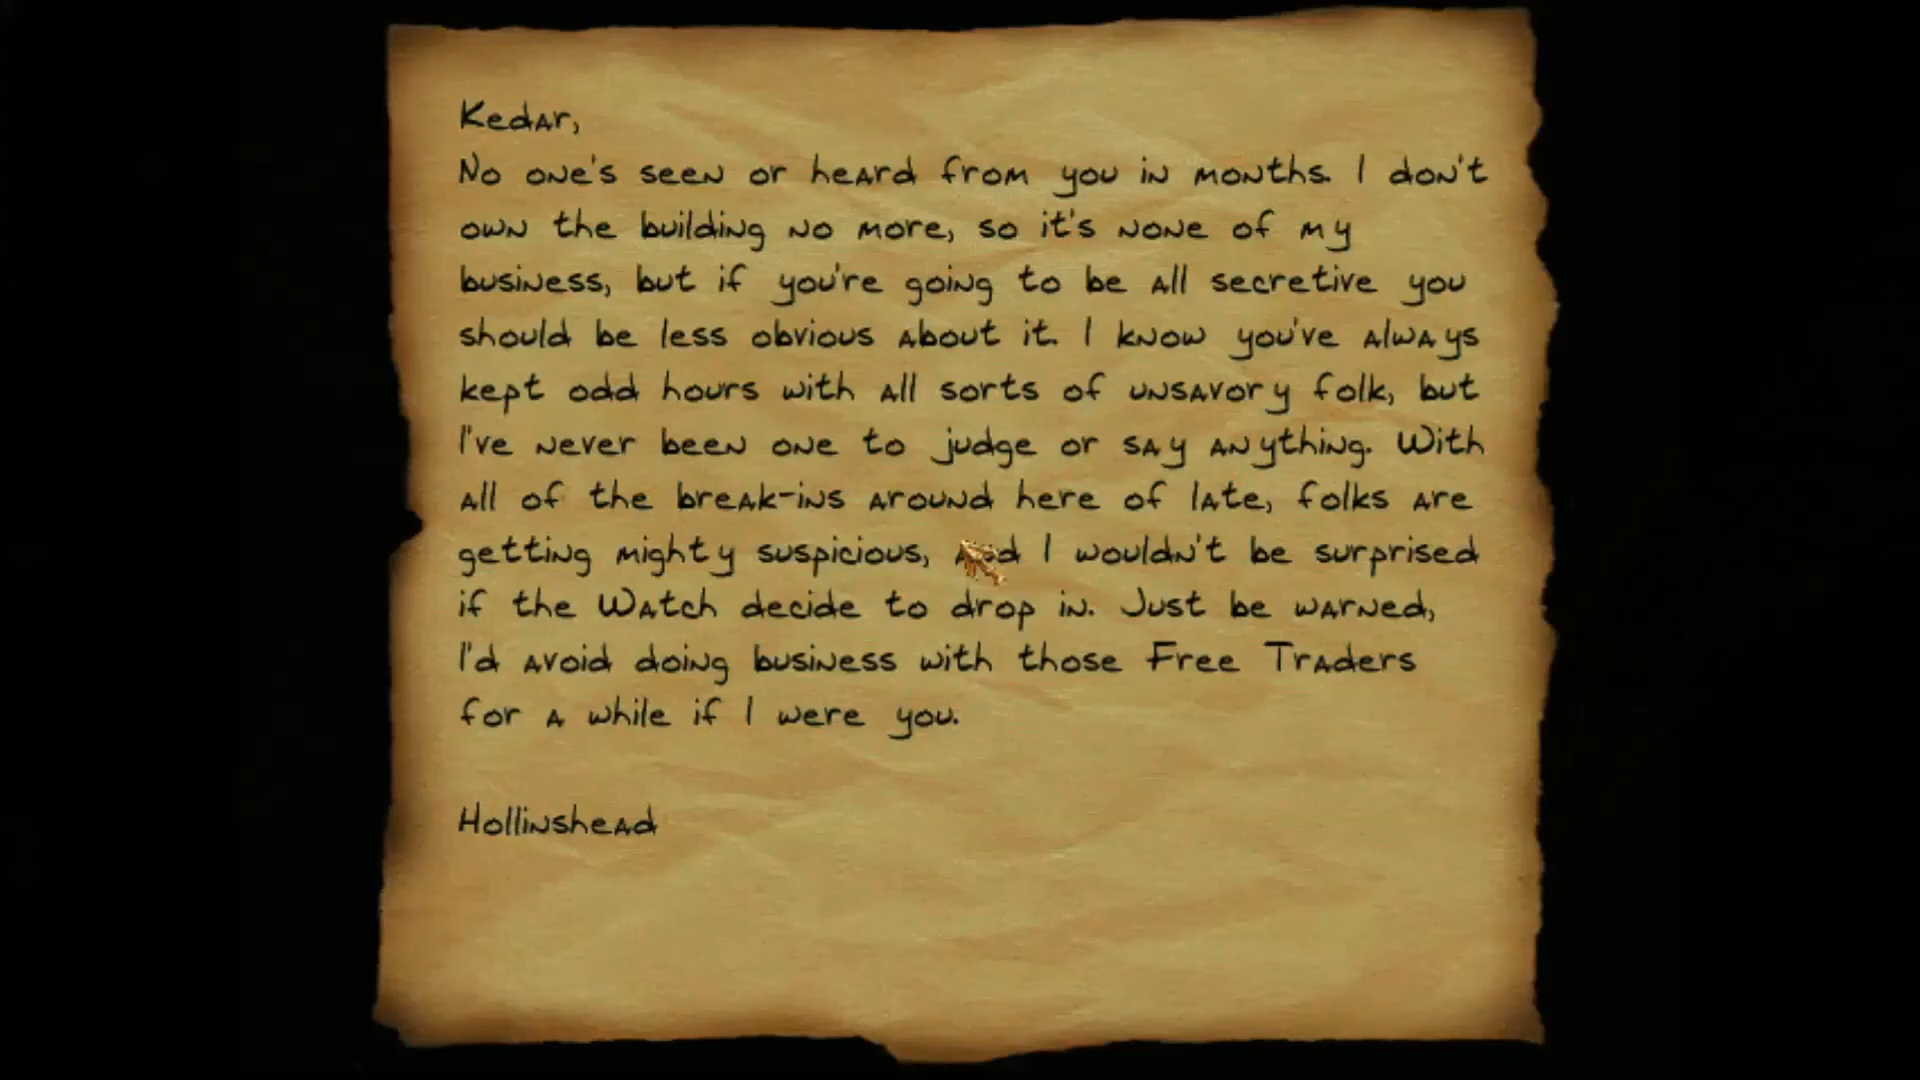 Kedar,
No one's seen or heard from you in months. I don't
own the building no more, so it's none of my
business, but if you're going to be all secretive you
should be less obvious about it. I know you've always
kept odd hours with all sorts of unsavory folk, but
I've never been one to judge or say anything. With
all of the break-ins around here of late, folks are
getting mighty suspicious, and I wouldn't be surprised
if the Watch decide to drop in. Just be warned,
I'd avoid doing business with those Free Traders
for a while if I were you.
Hollinshead